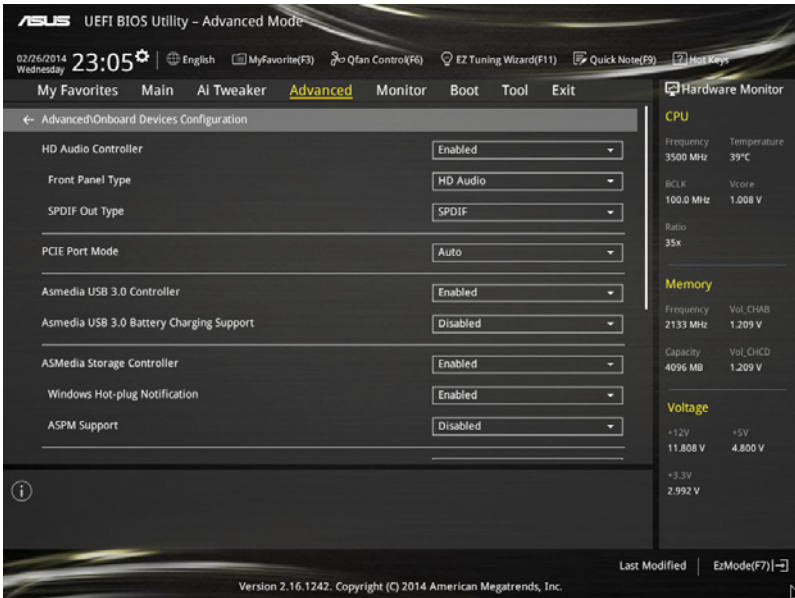 ASUS UEFI BIOS Utility – Advanced Mode
02/26/2014 Wednesday 23:05 English MyFavorite(F3) Qfan Control(F6) EZ Tuning Wizard(F11) Quick Note(F9) ? Hot Keys
My Favorites Main Ai Tweaker Advanced Monitor Boot Tool Exit
← Advanced\Onboard Devices Configuration
HD Audio Controller Enabled
Front Panel Type HD Audio
SPDIF Out Type SPDIF
PCIE Port Mode Auto
Asmedia USB 3.0 Controller Enabled
Asmedia USB 3.0 Battery Charging Support Disabled
ASMedia Storage Controller Enabled
Windows Hot-plug Notification Enabled
ASPM Support Disabled
Hardware Monitor
CPU
Frequency Temperature
3500 MHz 39°C
BCLK Vcore
100.0 MHz 1.008 V
Ratio
35x
Memory
Frequency Vol_CHAB
2133 MHz 1.209 V
Capacity Vol_CHCD
4096 MB 1.209 V
Voltage
+12V +5V
11.808 V 4.800 V
+3.3V
2.992 V
i
Last Modified EzMode(F7)
Version 2.16.1242. Copyright (C) 2014 American Megatrends, Inc.